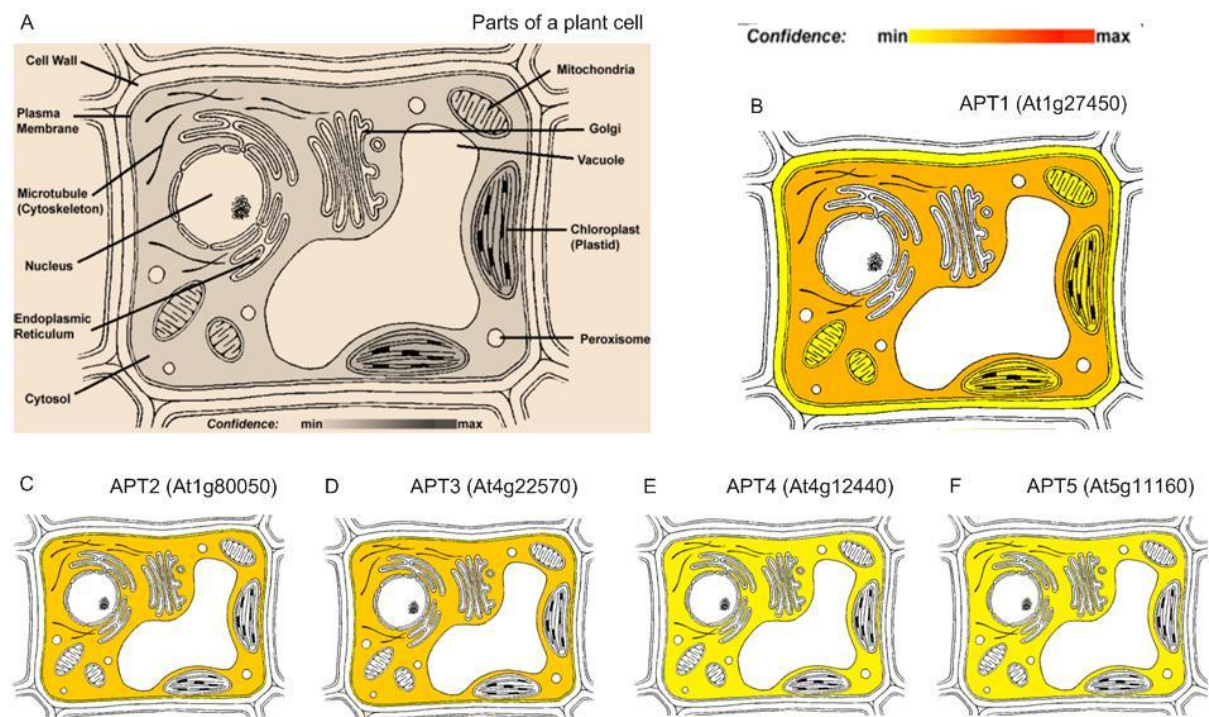 A
Parts of a plant cell
Cell Wall
Plasma
Membrane
Microtubule
(Cytoskeleton)
Nucleus
Endoplasmic
Reticulum
Cytosol
Mitochondria
Golgi
Vacuole
Chloroplast
(Plastid)
Peroxisome
Confidence: min max
Confidence: min max
B
APT1 (At1g27450)
C
APT2 (At1g80050)
D
APT3 (At4g22570)
E
APT4 (At4g12440)
F
APT5 (At5g11160)